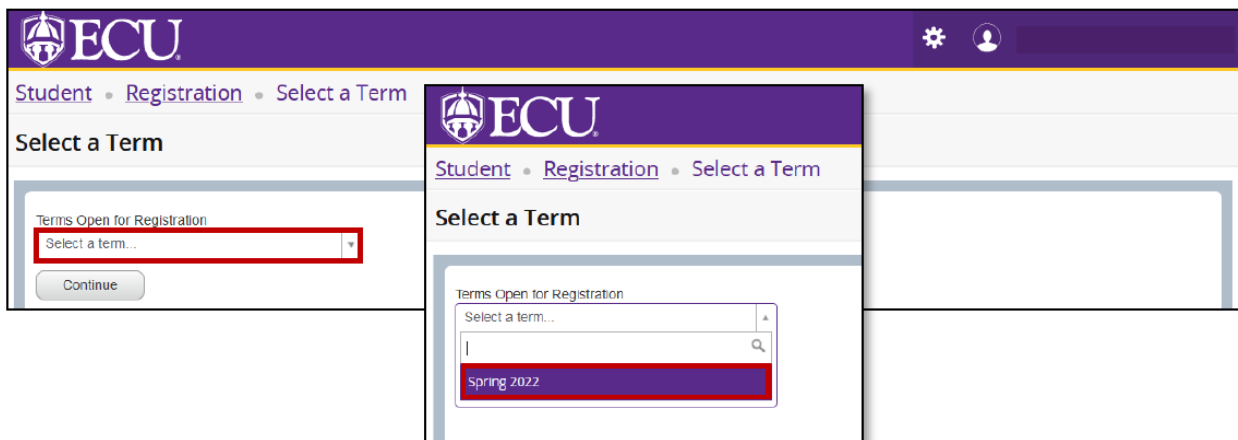 ECU
Student • Registration • Select a Term
Select a Term
Terms Open for Registration
Select a term...
Continue
ECU
Student • Registration • Select a Term
Select a Term
Terms Open for Registration
Select a term...
Spring 2022